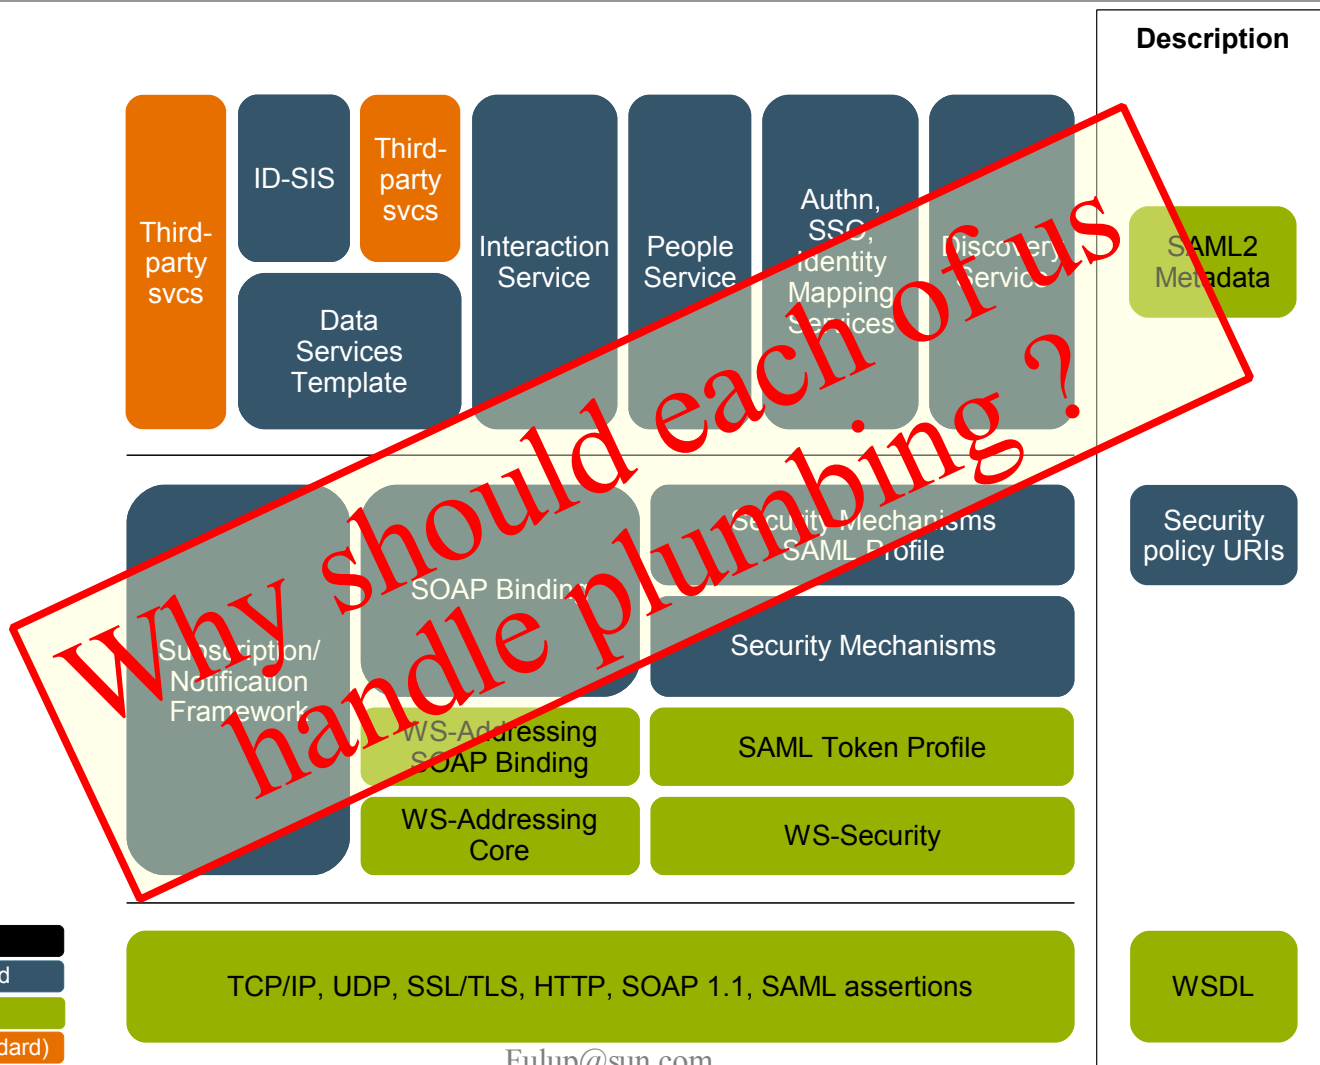 Description
Third-
party
svcs
ID-SIS
Third-
party
svcs
Data
Services
Template
Interaction
Service
People
Service
Authn,
SSO,
Identity
Mapping
Services
Discovery
Service
SAML2
Metadata
Why should each of us
handle plumbing ?
Subscription/
Notification
Framework
SOAP Binding
Security Mechanisms
SAML Profile
Security Mechanisms
WS-Addressing
SOAP Binding
SAML Token Profile
WS-Addressing
Core
WS-Security
Security
policy URIs
TCP/IP, UDP, SSL/TLS, HTTP, SOAP 1.1, SAML assertions
WSDL
d
dard)
Fulup@sun.com